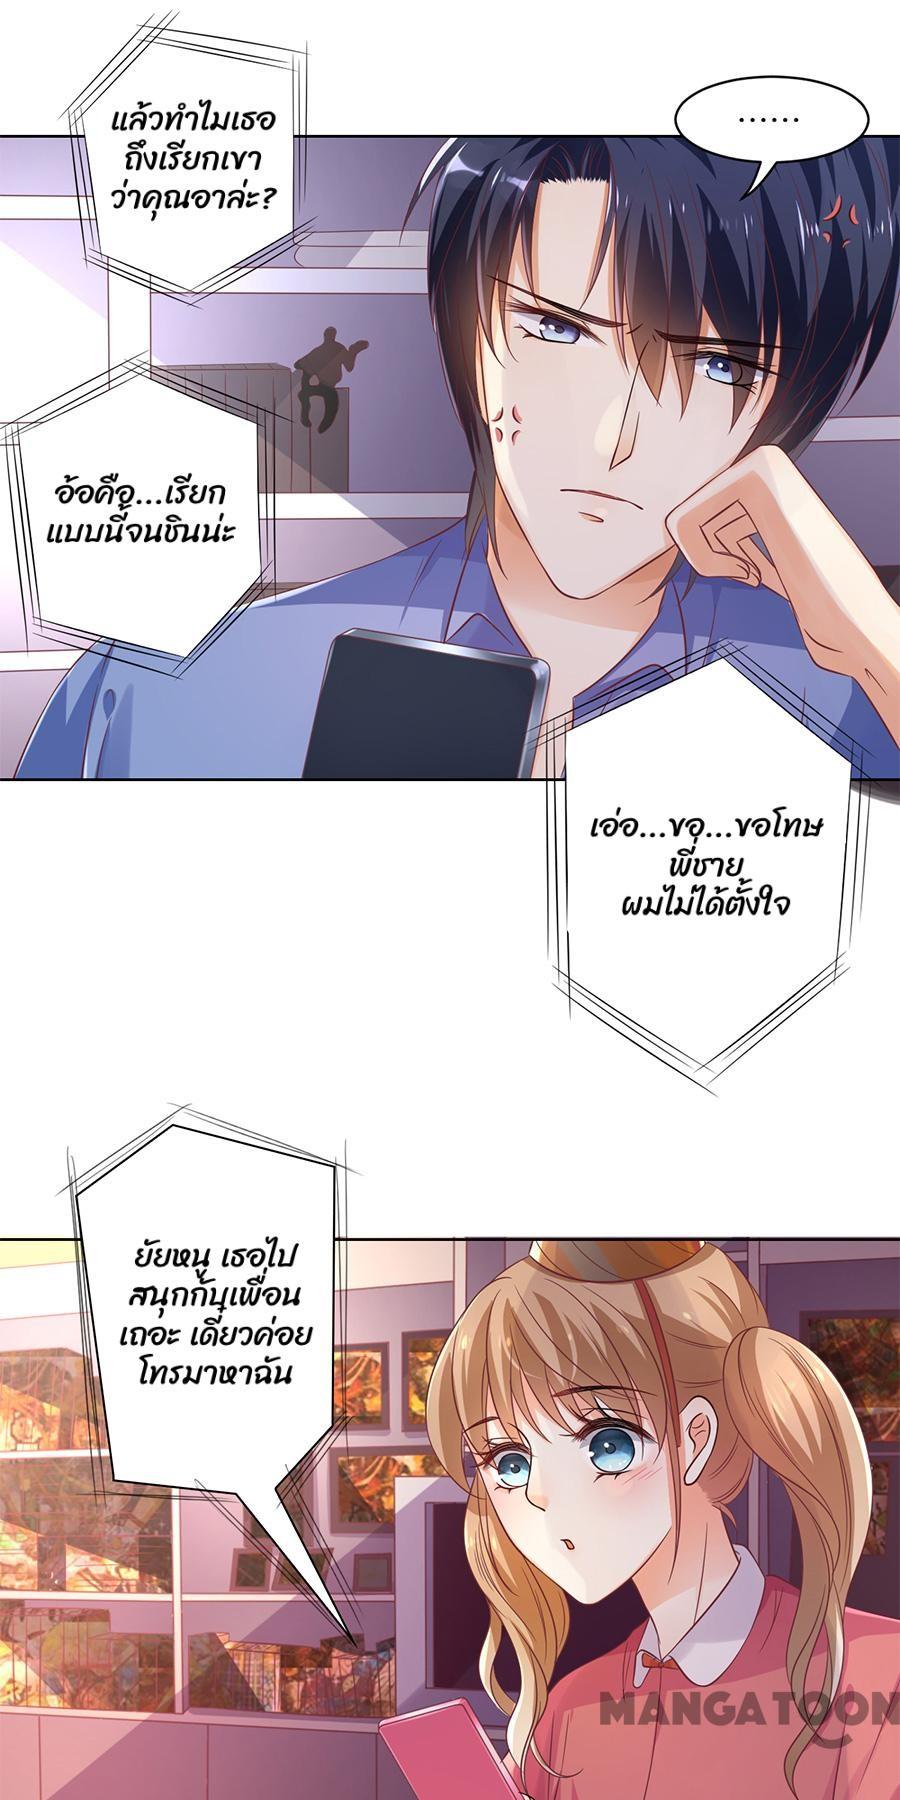 แล้วทำไมเธอ
ถึงเรียกเขา
ว่าคุณอาล่ะ?
......
อ้อคือ...เรียก
แบบนี้จนชินน่ะ
เอ่อ...ขอ...ขอโทษ
พี่ชาย
ผมไม่ได้ตั้งใจ
ยัยหนู เธอไป
สนุกกับเพื่อน
เถอะ เดี๋ยวค่อย
โทรมาหาฉัน
MANGATOON